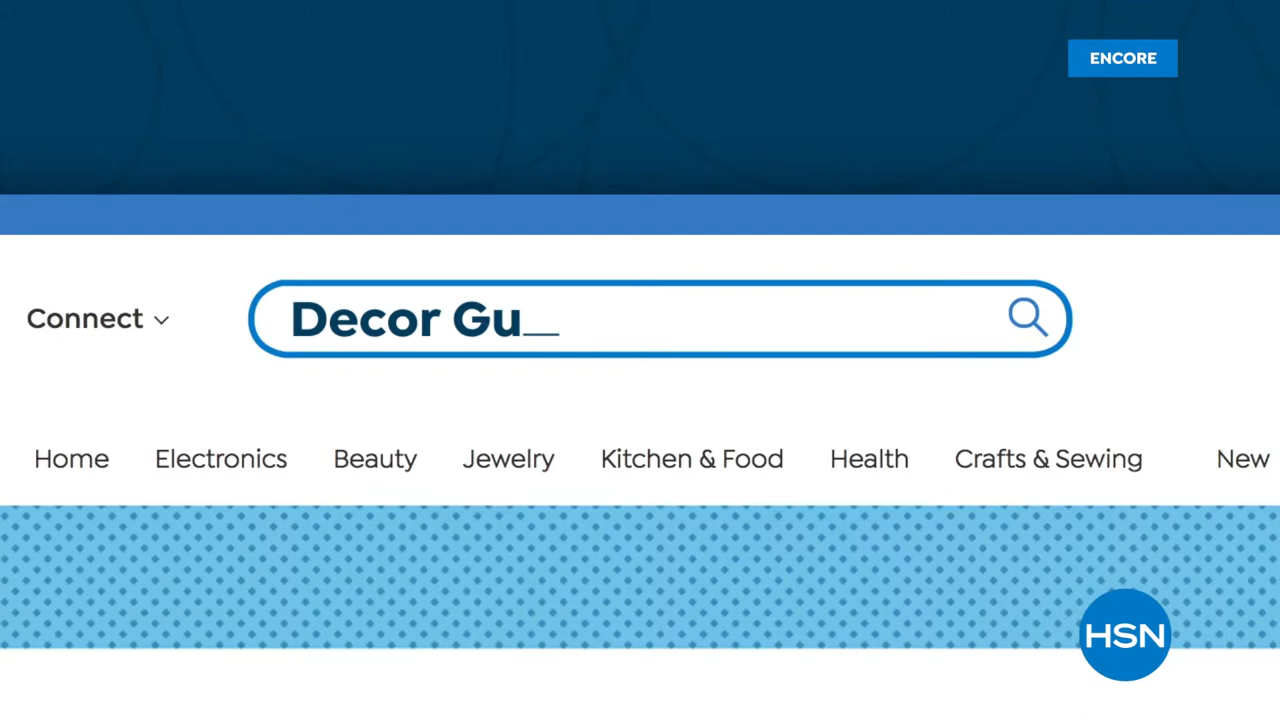 ENCORE
Connect
Decor Gu_
Home Electronics Beauty Jewelry Kitchen & Food Health Crafts & Sewing New
HSN